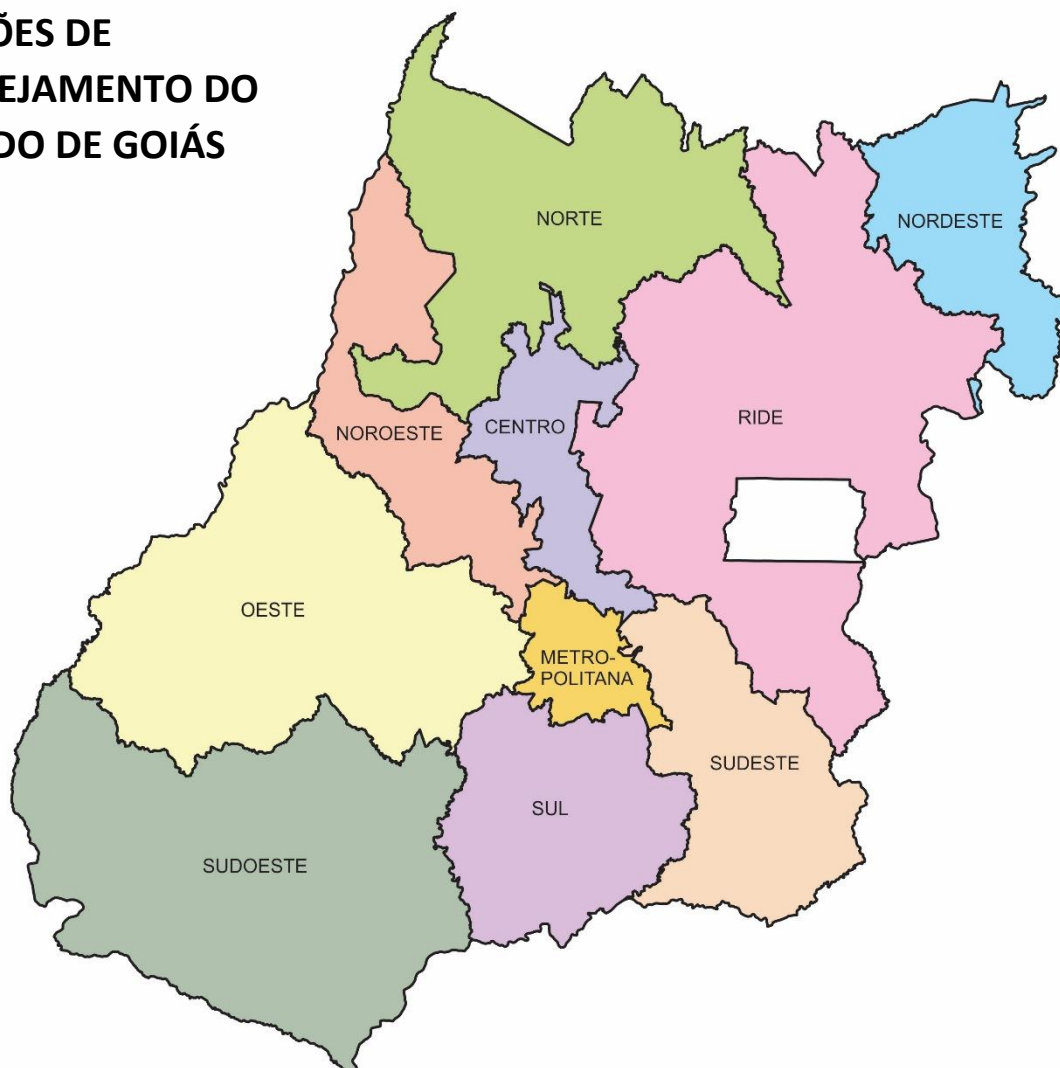 ÕES DE
EJAMENTO DO
DO DE GOIÁS
NORTE
NORDESTE
RIDE
CENTRO
NOROESTE
OESTE
METRO-
POLITANA
SUDESTE
SUL
SUDOESTE